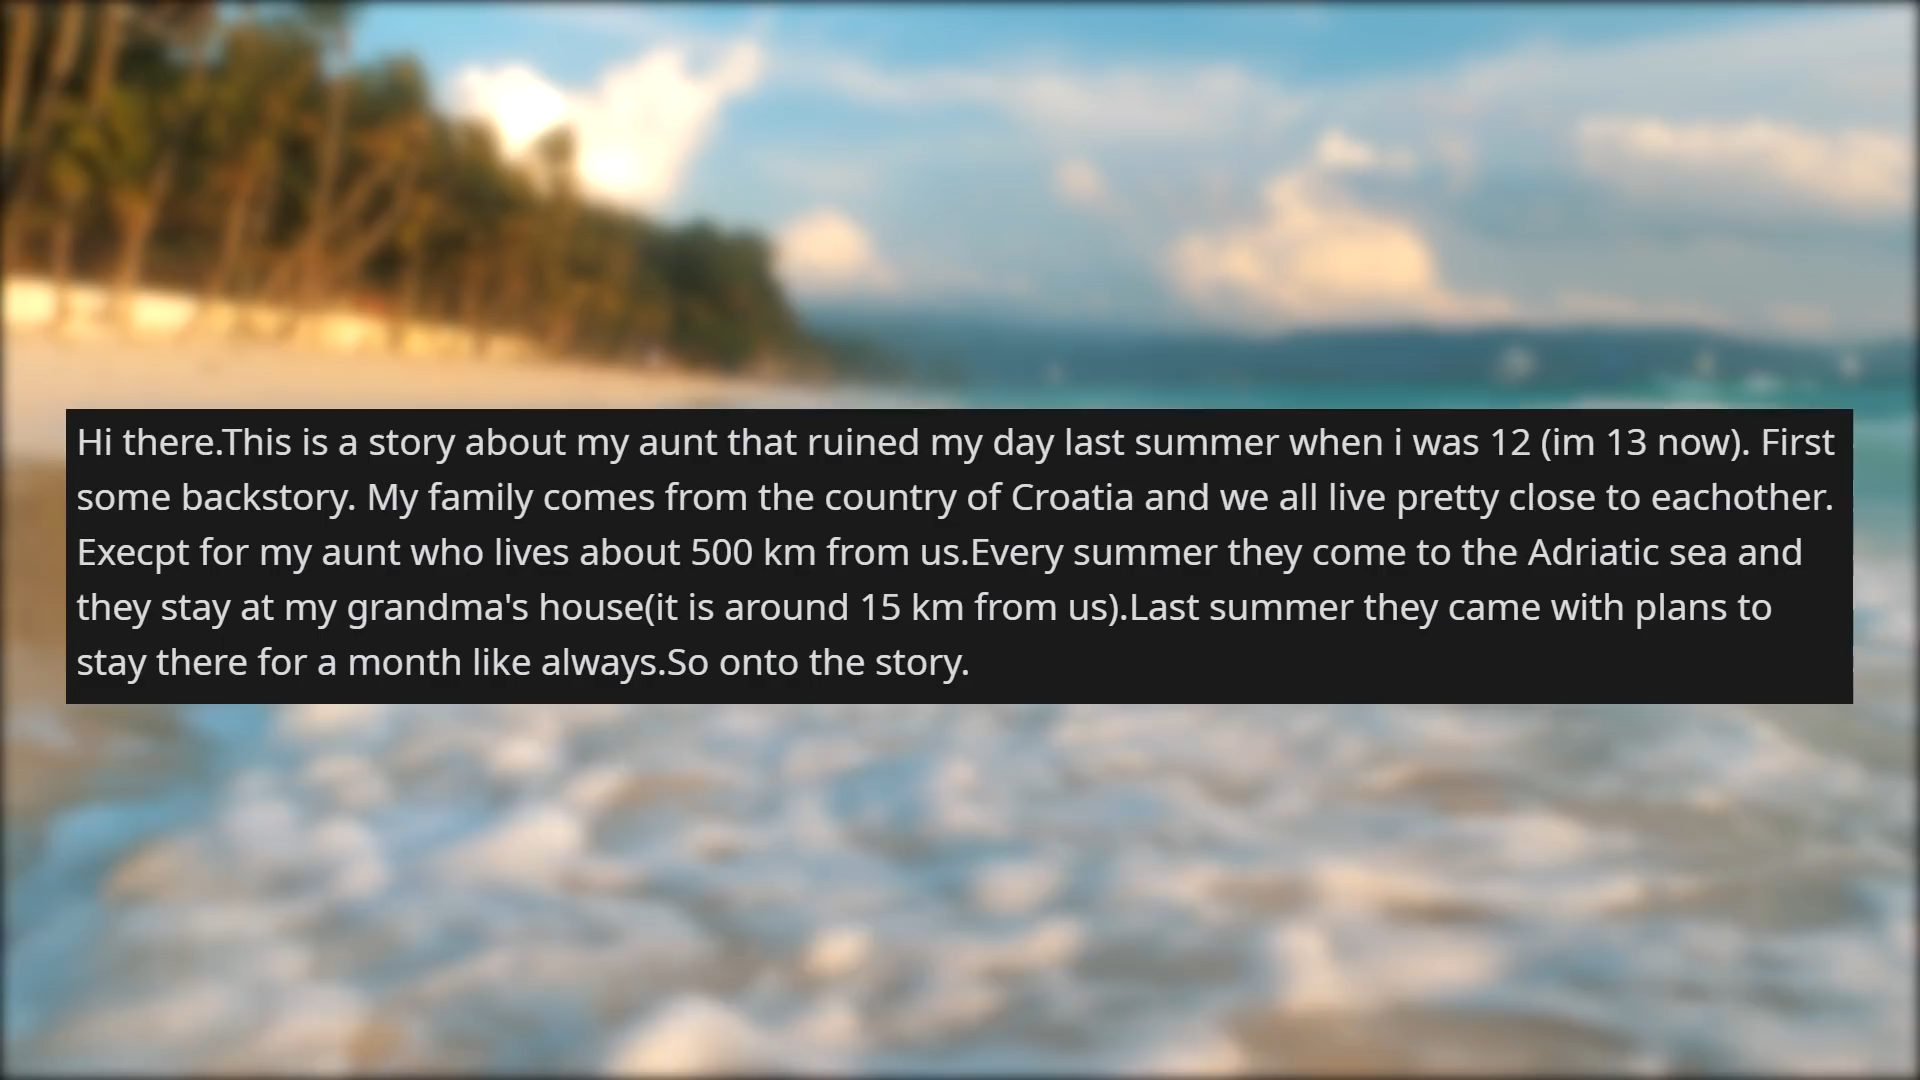 Hi there.This is a story about my aunt that ruined my day last summer when i was 12 (im 13 now). First
some backstory. My family comes from the country of Croatia and we all live pretty close to eachother.
Execpt for my aunt who lives about 500 km from us.Every summer they come to the Adriatic sea and
they stay at my grandma's house(it is around 15 km from us).Last summer they came with plans to
stay there for a month like always.So onto the story.